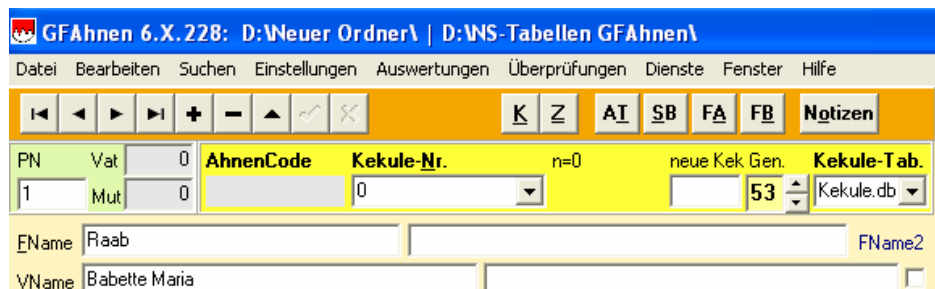 GFAhnen 6.X.228: D:\Neuer Ordner\ | D:\NS-Tabellen GFAhnen\
Datei Bearbeiten Suchen Einstellungen Auswertungen Überprüfungen Dienste Fenster Hilfe
K Z AT SB FA FB Notizen
PN Vat 0 AhnenCode Kekule-Nr. n=0 neue Kek Gen. Kekule-Tab.
1 Mut 0 0 53 Kekule.db
FName Raab FName2
VName Babette Maria